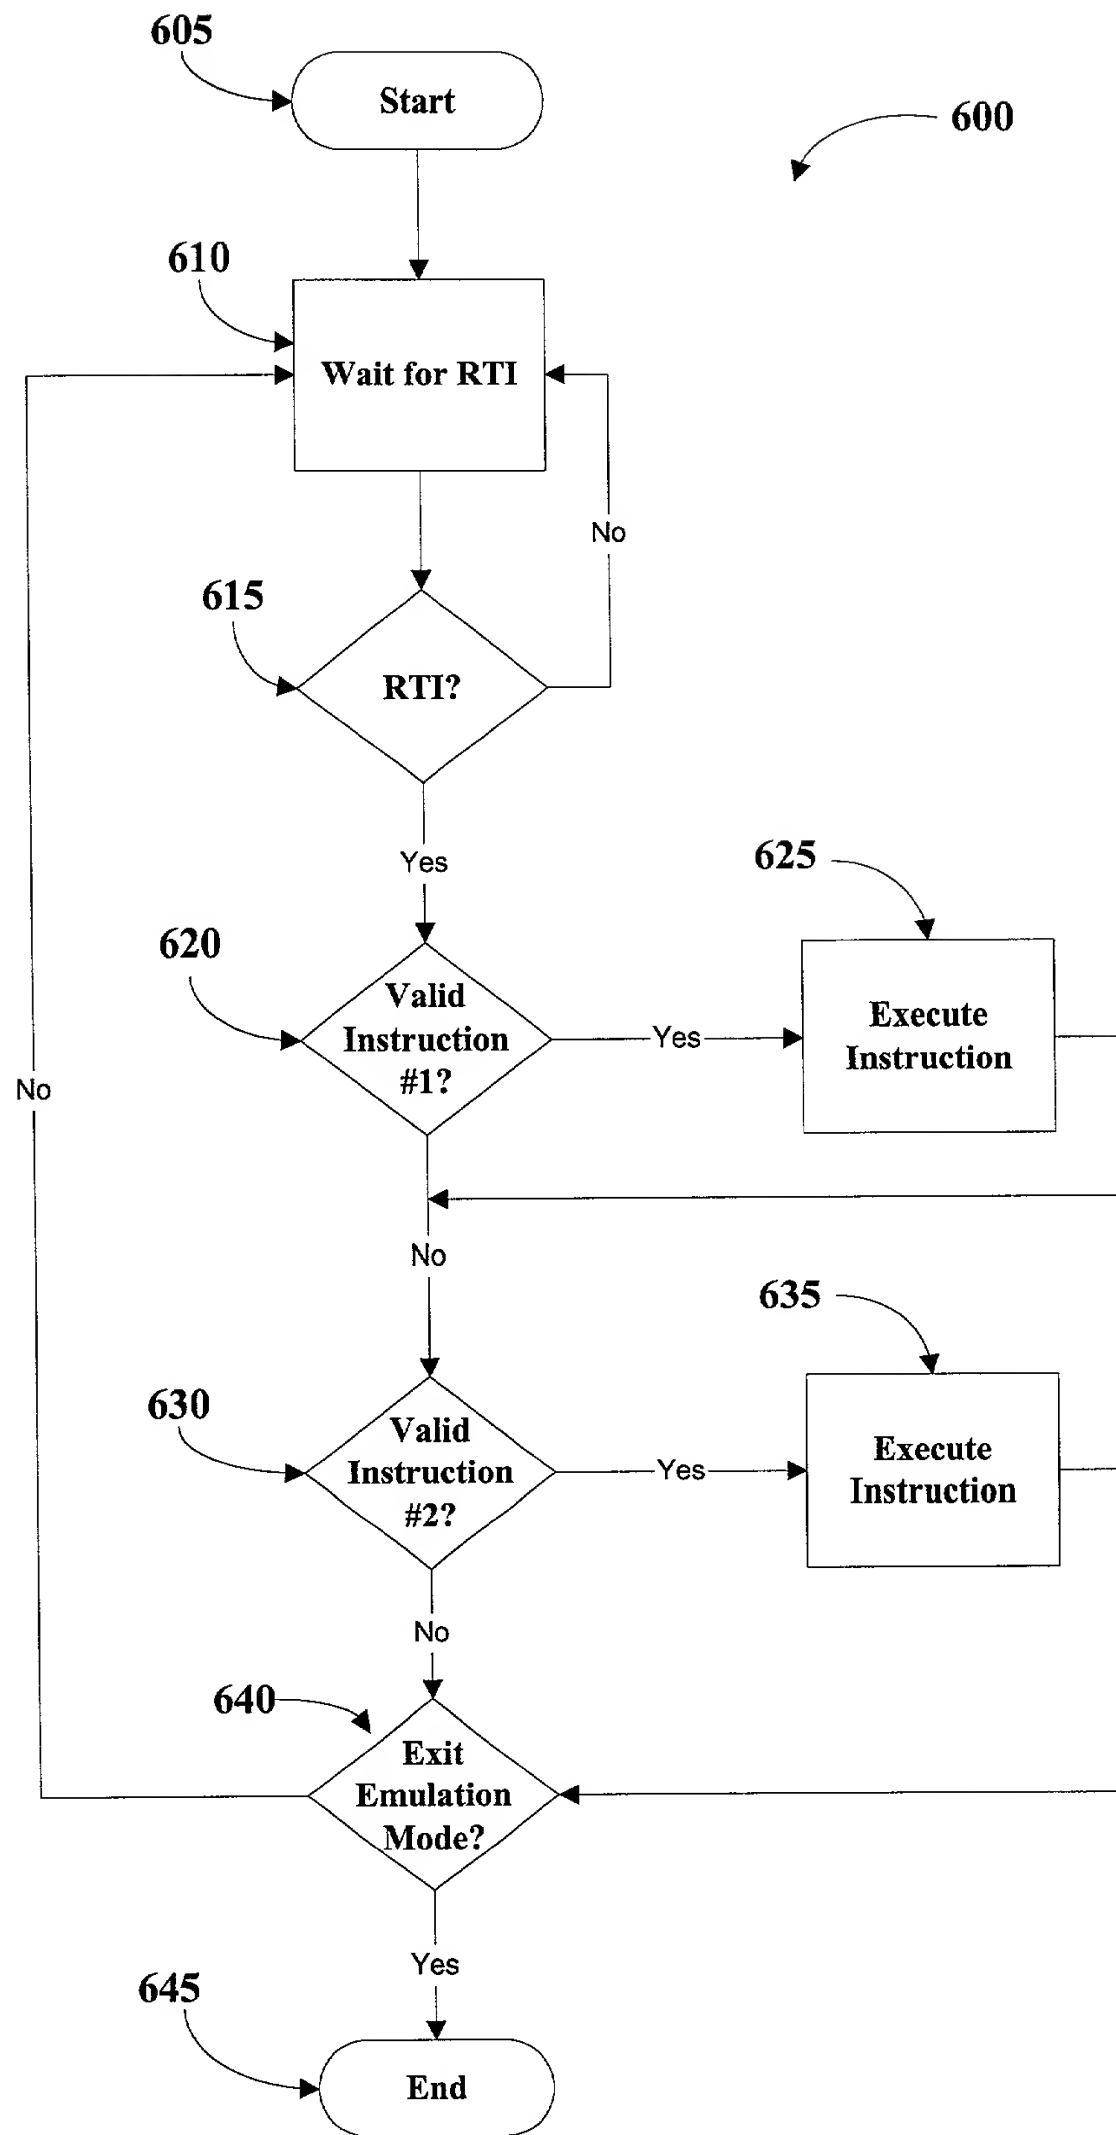 605
Start
600
610
Wait for RTI
No
615
RTI?
Yes
625
620
Valid
Instruction
#1?
Yes
Execute
Instruction
No
No
635
630
Valid
Instruction
#2?
Yes
Execute
Instruction
No
640
Exit
Emulation
Mode?
Yes
645
End